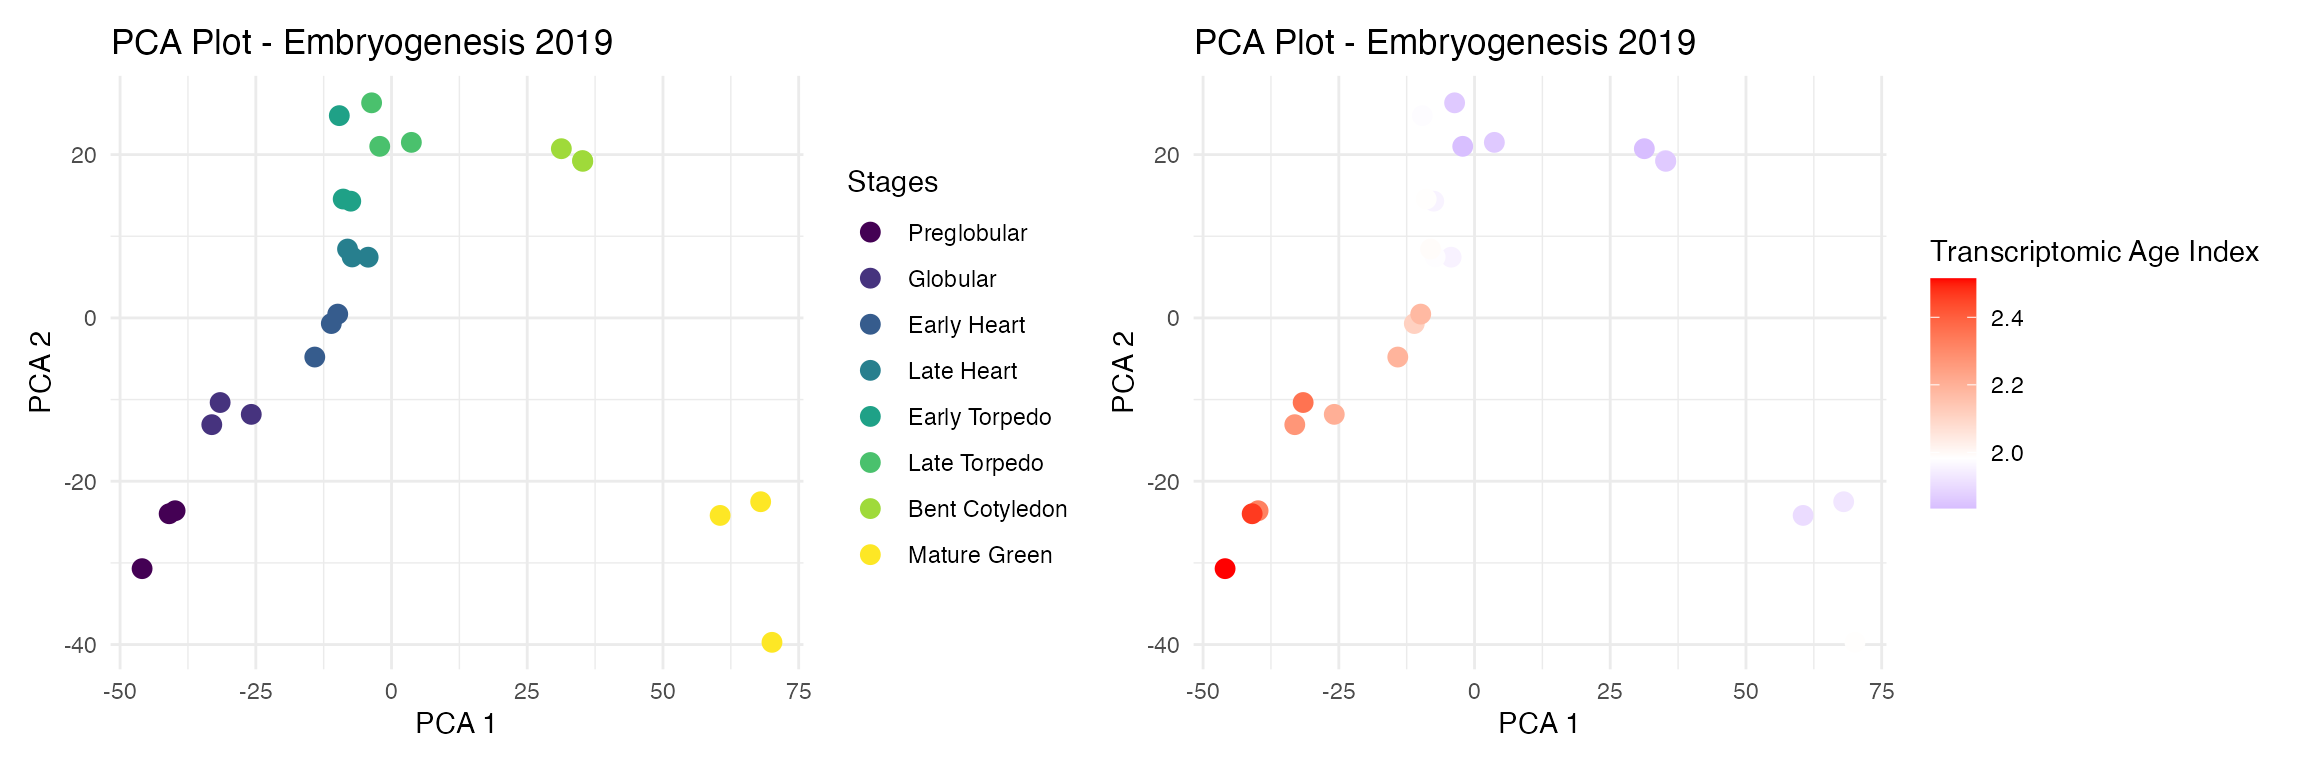 PCA Plot - Embryogenesis 2019
20
0
-20
-40
-50
-25
0
25
50
75
PCA 1
PCA 2
Stages
Preglobular
Globular
Early Heart
Late Heart
Early Torpedo
Late Torpedo
Bent Cotyledon
Mature Green
PCA Plot - Embryogenesis 2019
20
0
-20
-40
-50
-25
0
25
50
75
PCA 1
PCA 2
Transcriptomic Age Index
2.4
2.2
2.0